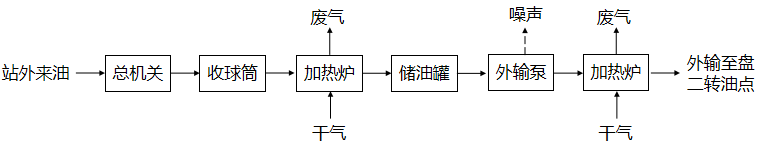 废气
噪声
废气
站外来油
总机关
收球筒
加热炉
储油罐
外输泵
加热炉
外输至盘
二转油点
干气
干气